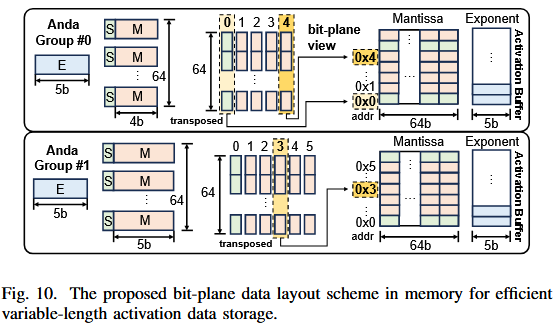 Anda
Group #0
E
5b
S M
S M
64
S M
4b
0 1 2 3 4
64
transposed
bit-plane
view
0x4
0x1
0x0
addr
Mantissa
64b
Exponent
5b
Activation Buffer
Anda
Group #1
E
5b
S M
S M
64
S M
5b
0 1 2 3 4 5
64
transposed
0x5
0x3
0x0
addr
Mantissa
64b
Exponent
5b
Activation Buffer
Fig. 10. The proposed bit-plane data layout scheme in memory for efficient
variable-length activation data storage.